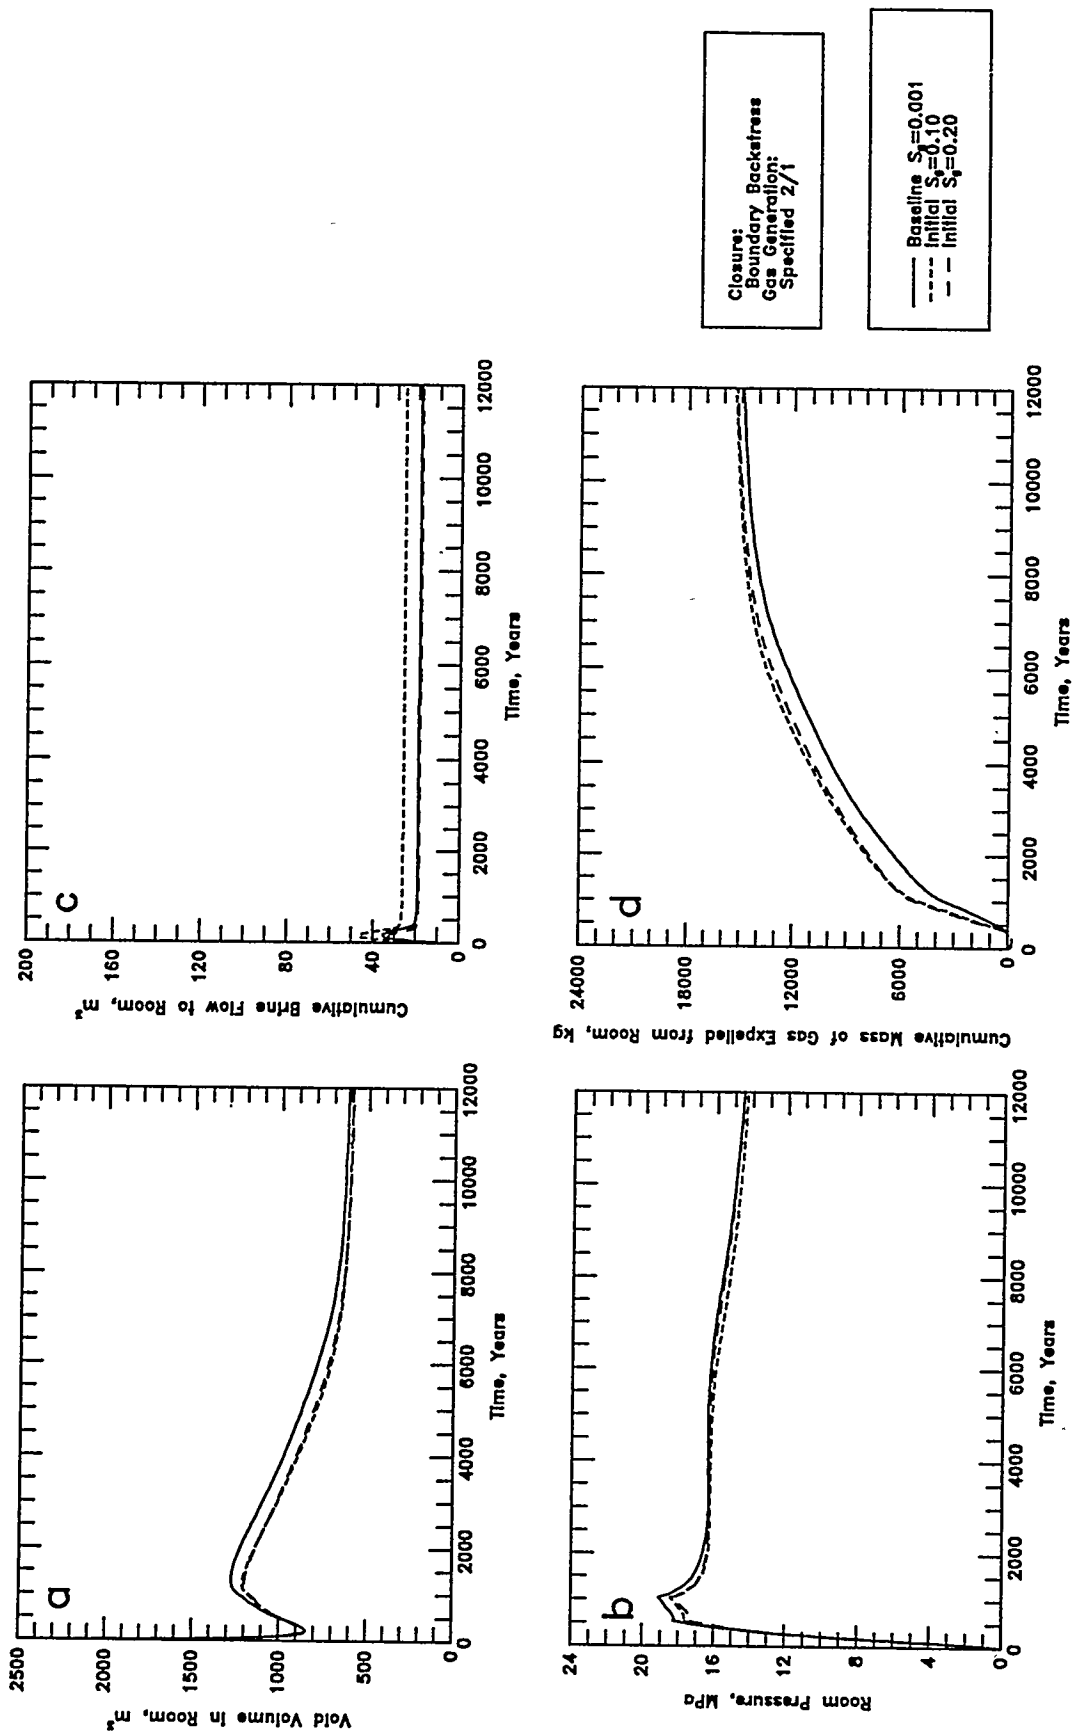 a
2500
2000
1500
1000
500
0
Void Volume in Room, m³
0 2000 4000 6000 8000 10000 12000
Time, Years
c
200
160
120
80
40
0
Cumulative Brine Flow to Room, m³
0 2000 4000 6000 8000 10000 12000
Time, Years
b
24
20
16
12
8
4
0
Room Pressure, MPa
0 2000 4000 6000 8000 10000 12000
Time, Years
d
24000
18000
12000
6000
0
Cumulative Mass of Gas Expelled from Room, kg
0 2000 4000 6000 8000 10000 12000
Time, Years
Closure:
Boundary Backstress
Gas Generation:
Specified 2/1
Baseline Sg=0.001
Initial Sg=0.10
Initial Sg=0.20